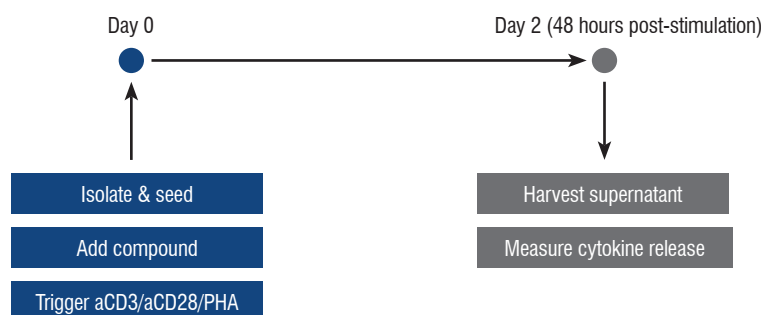 Day 0
Day 2 (48 hours post-stimulation)
Isolate & seed
Harvest supernatant
Add compound
Measure cytokine release
Trigger aCD3/aCD28/PHA